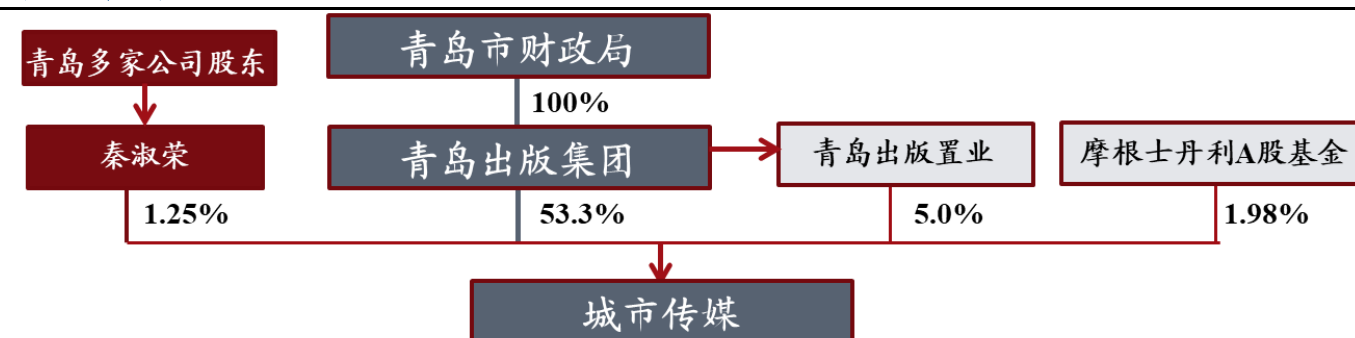 青岛多家公司股东
青岛市财政局
100%
秦淑荣
青岛出版集团
青岛出版置业
摩根士丹利A股基金
1.25%
53.3%
5.0%
1.98%
城市传媒